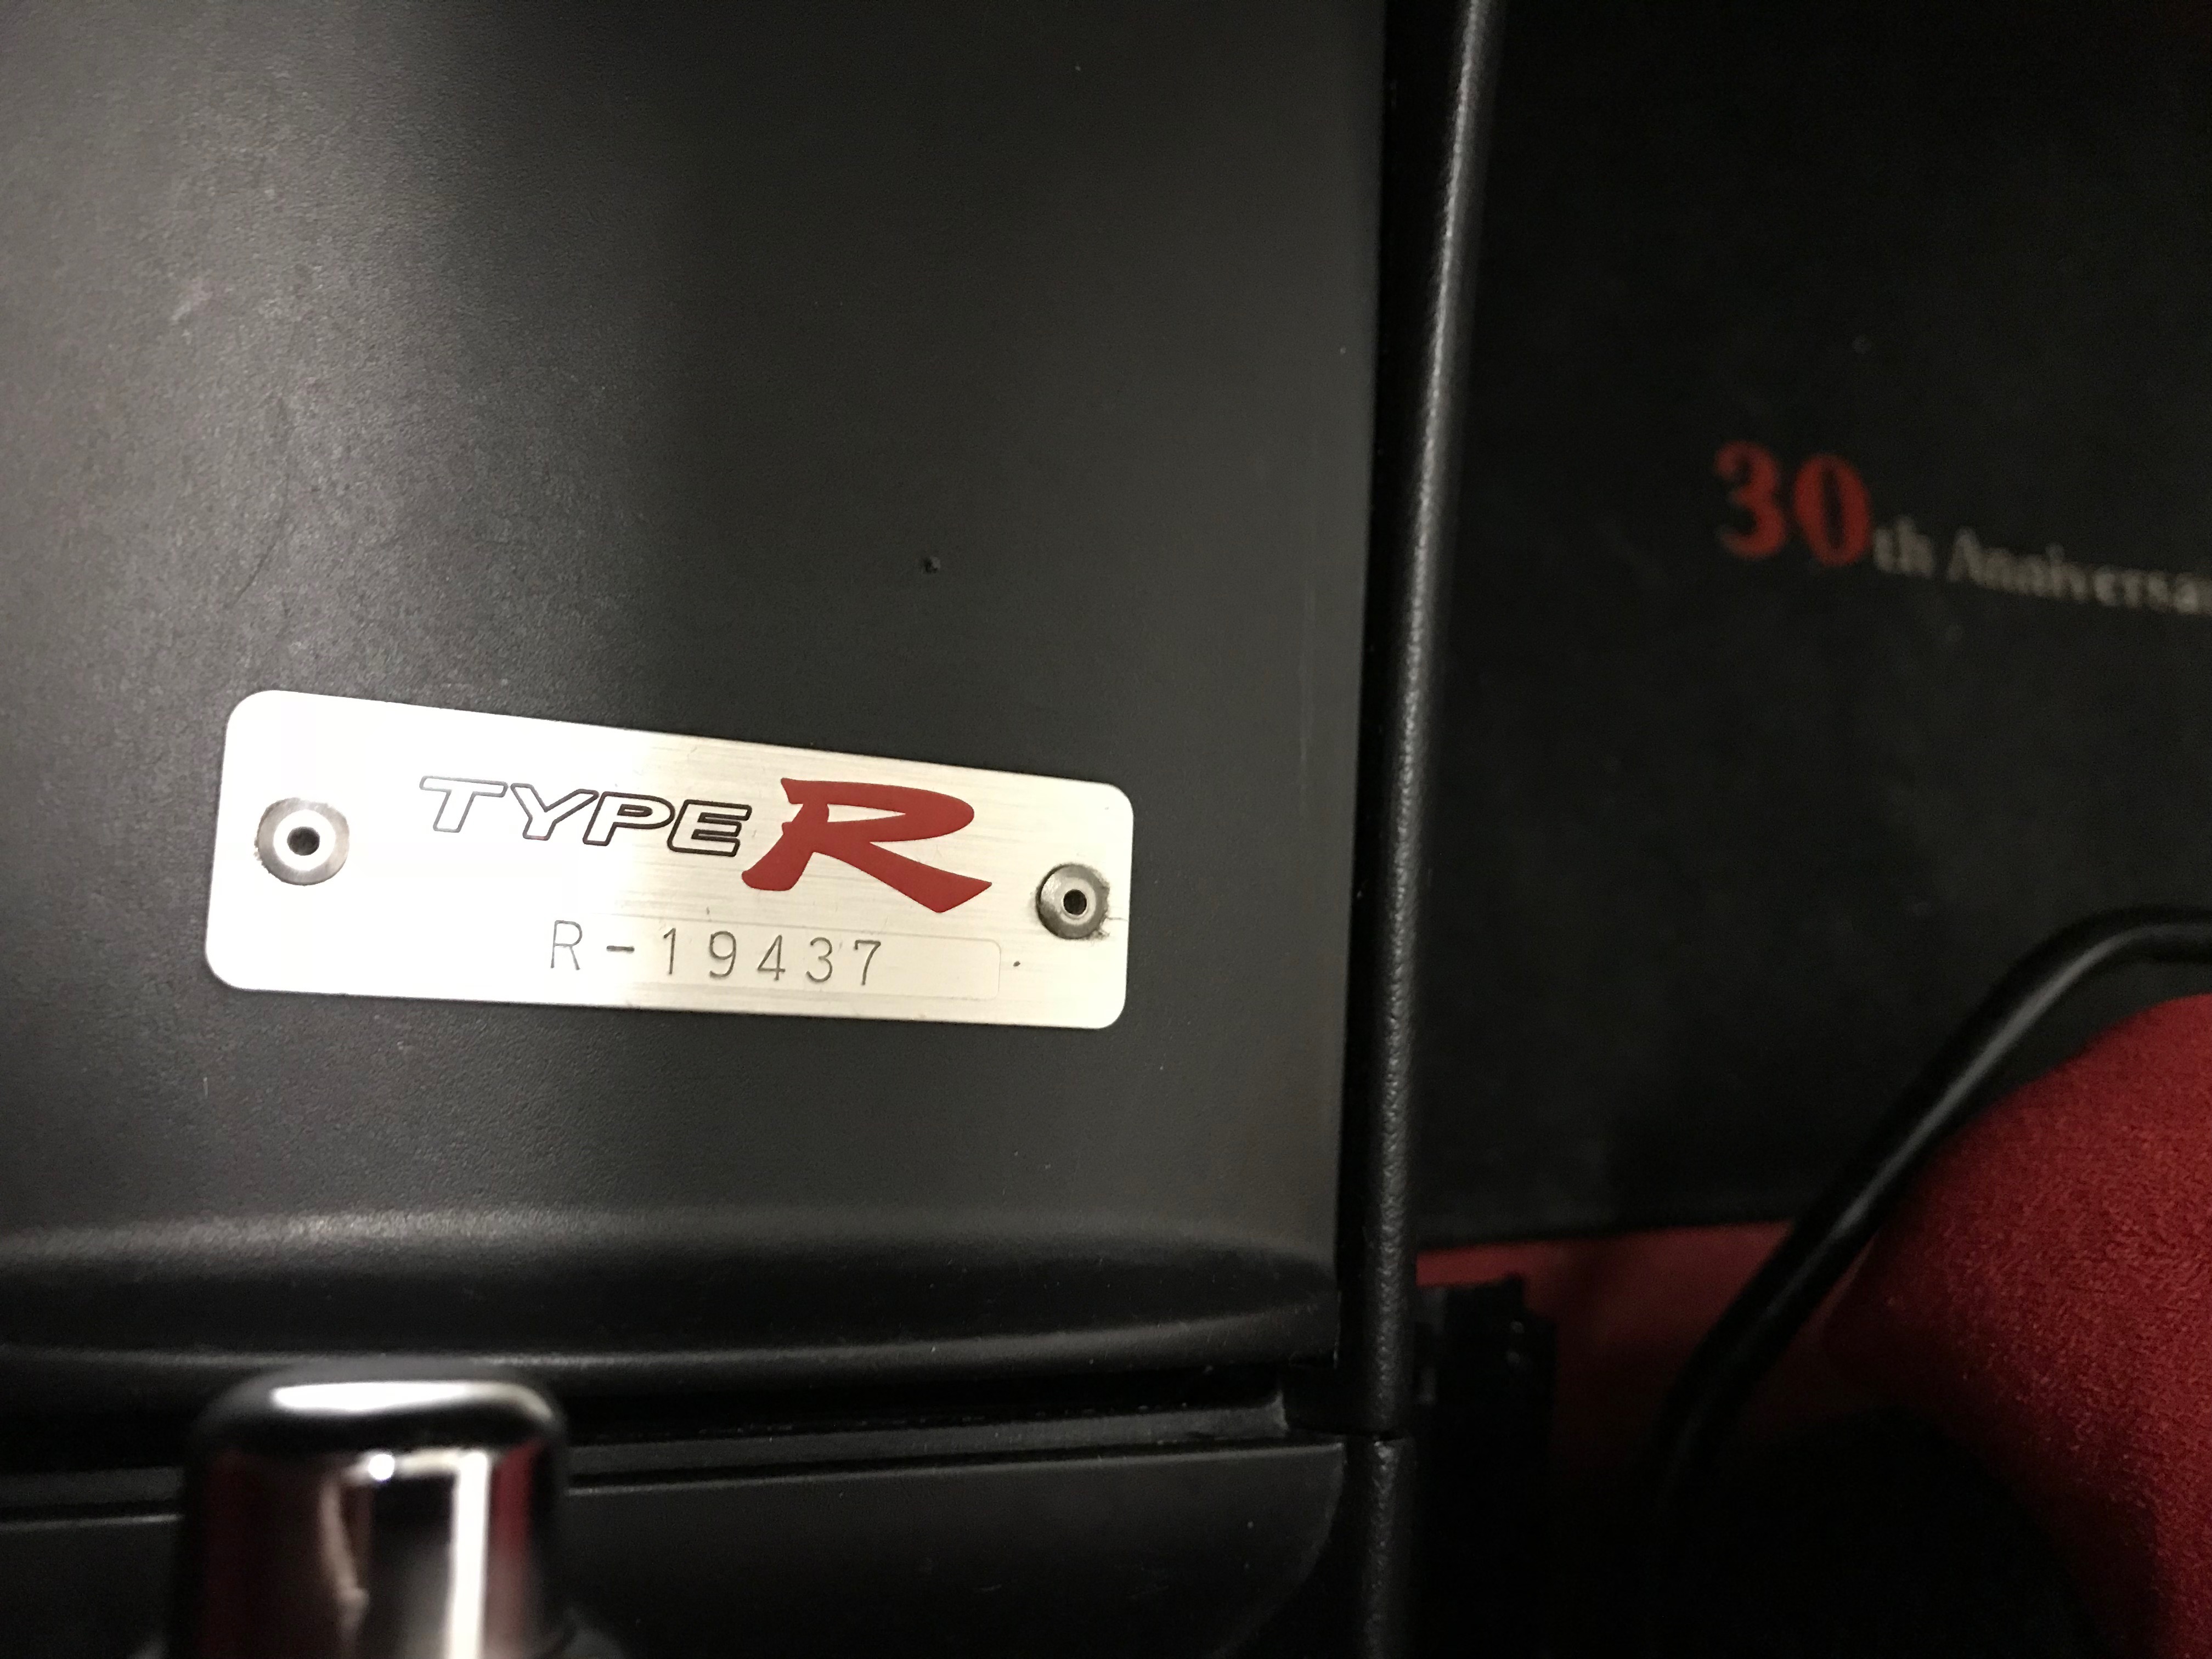 TYPE R
R-19437
30th Anniversa